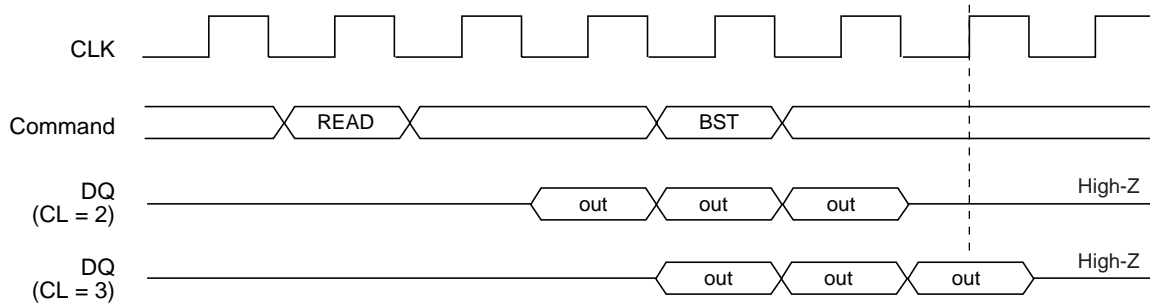 CLK
Command READ BST
DQ
(CL = 2) out out out High-Z
DQ
(CL = 3) out out out High-Z